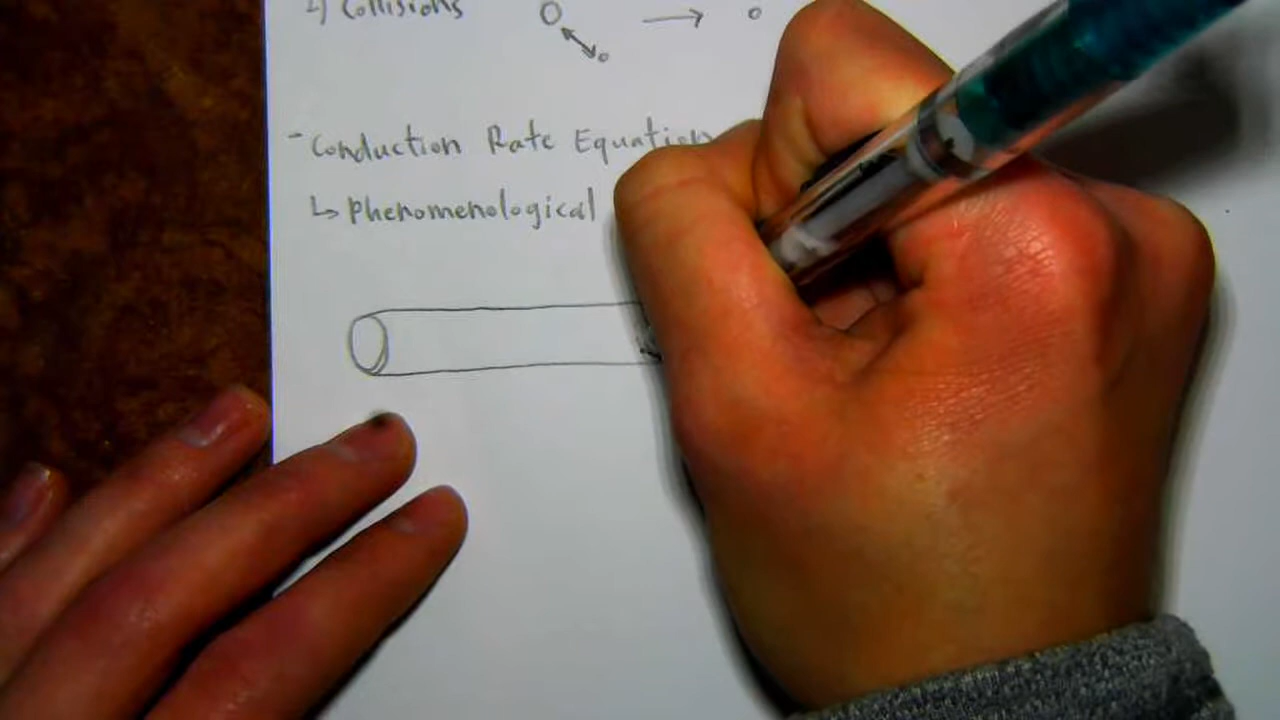 2) Collisions
- Conduction Rate Equation
↳ Phenomenological